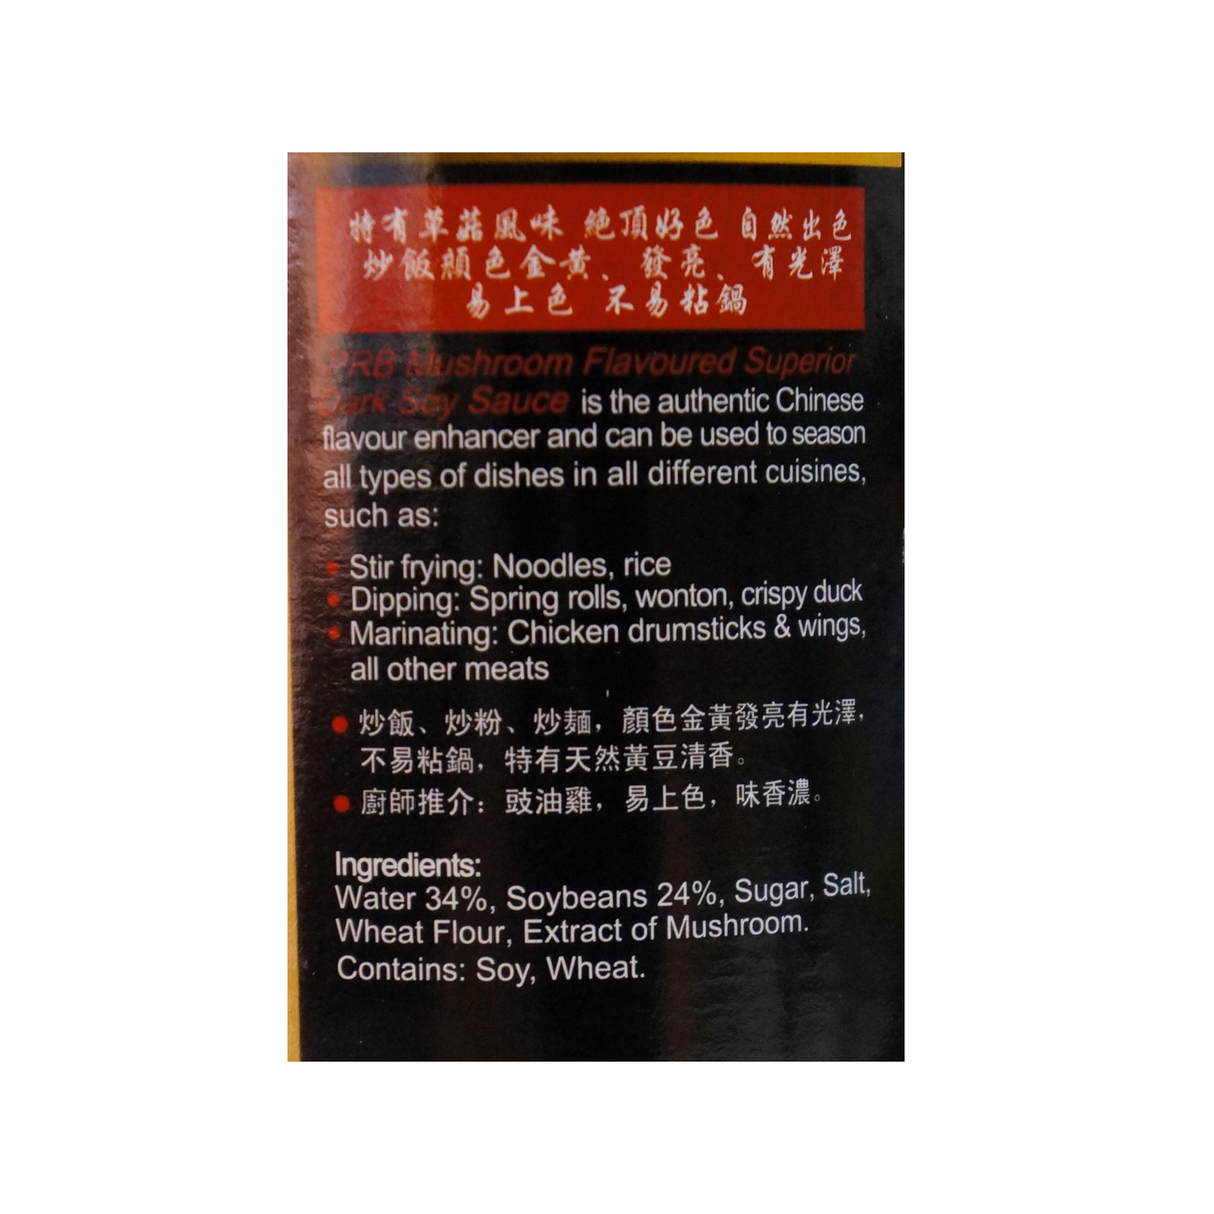 特有草菇風味 絕頂好色 自然出色
炒飯顏色金黃、發亮、有光澤
易上色 不易粘鍋
PRB Mushroom Flavoured Superior
Dark Soy Sauce is the authentic Chinese
flavour enhancer and can be used to season
all types of dishes in all different cuisines,
such as:
• Stir frying: Noodles, rice
• Dipping: Spring rolls, wonton, crispy duck
• Marinating: Chicken drumsticks & wings,
all other meats
• 炒飯、炒粉、炒麵，顏色金黃發亮有光澤，
不易粘鍋，特有天然黃豆清香。
• 廚師推介：豉油雞，易上色，味香濃。
Ingredients:
Water 34%, Soybeans 24%, Sugar, Salt,
Wheat Flour, Extract of Mushroom.
Contains: Soy, Wheat.